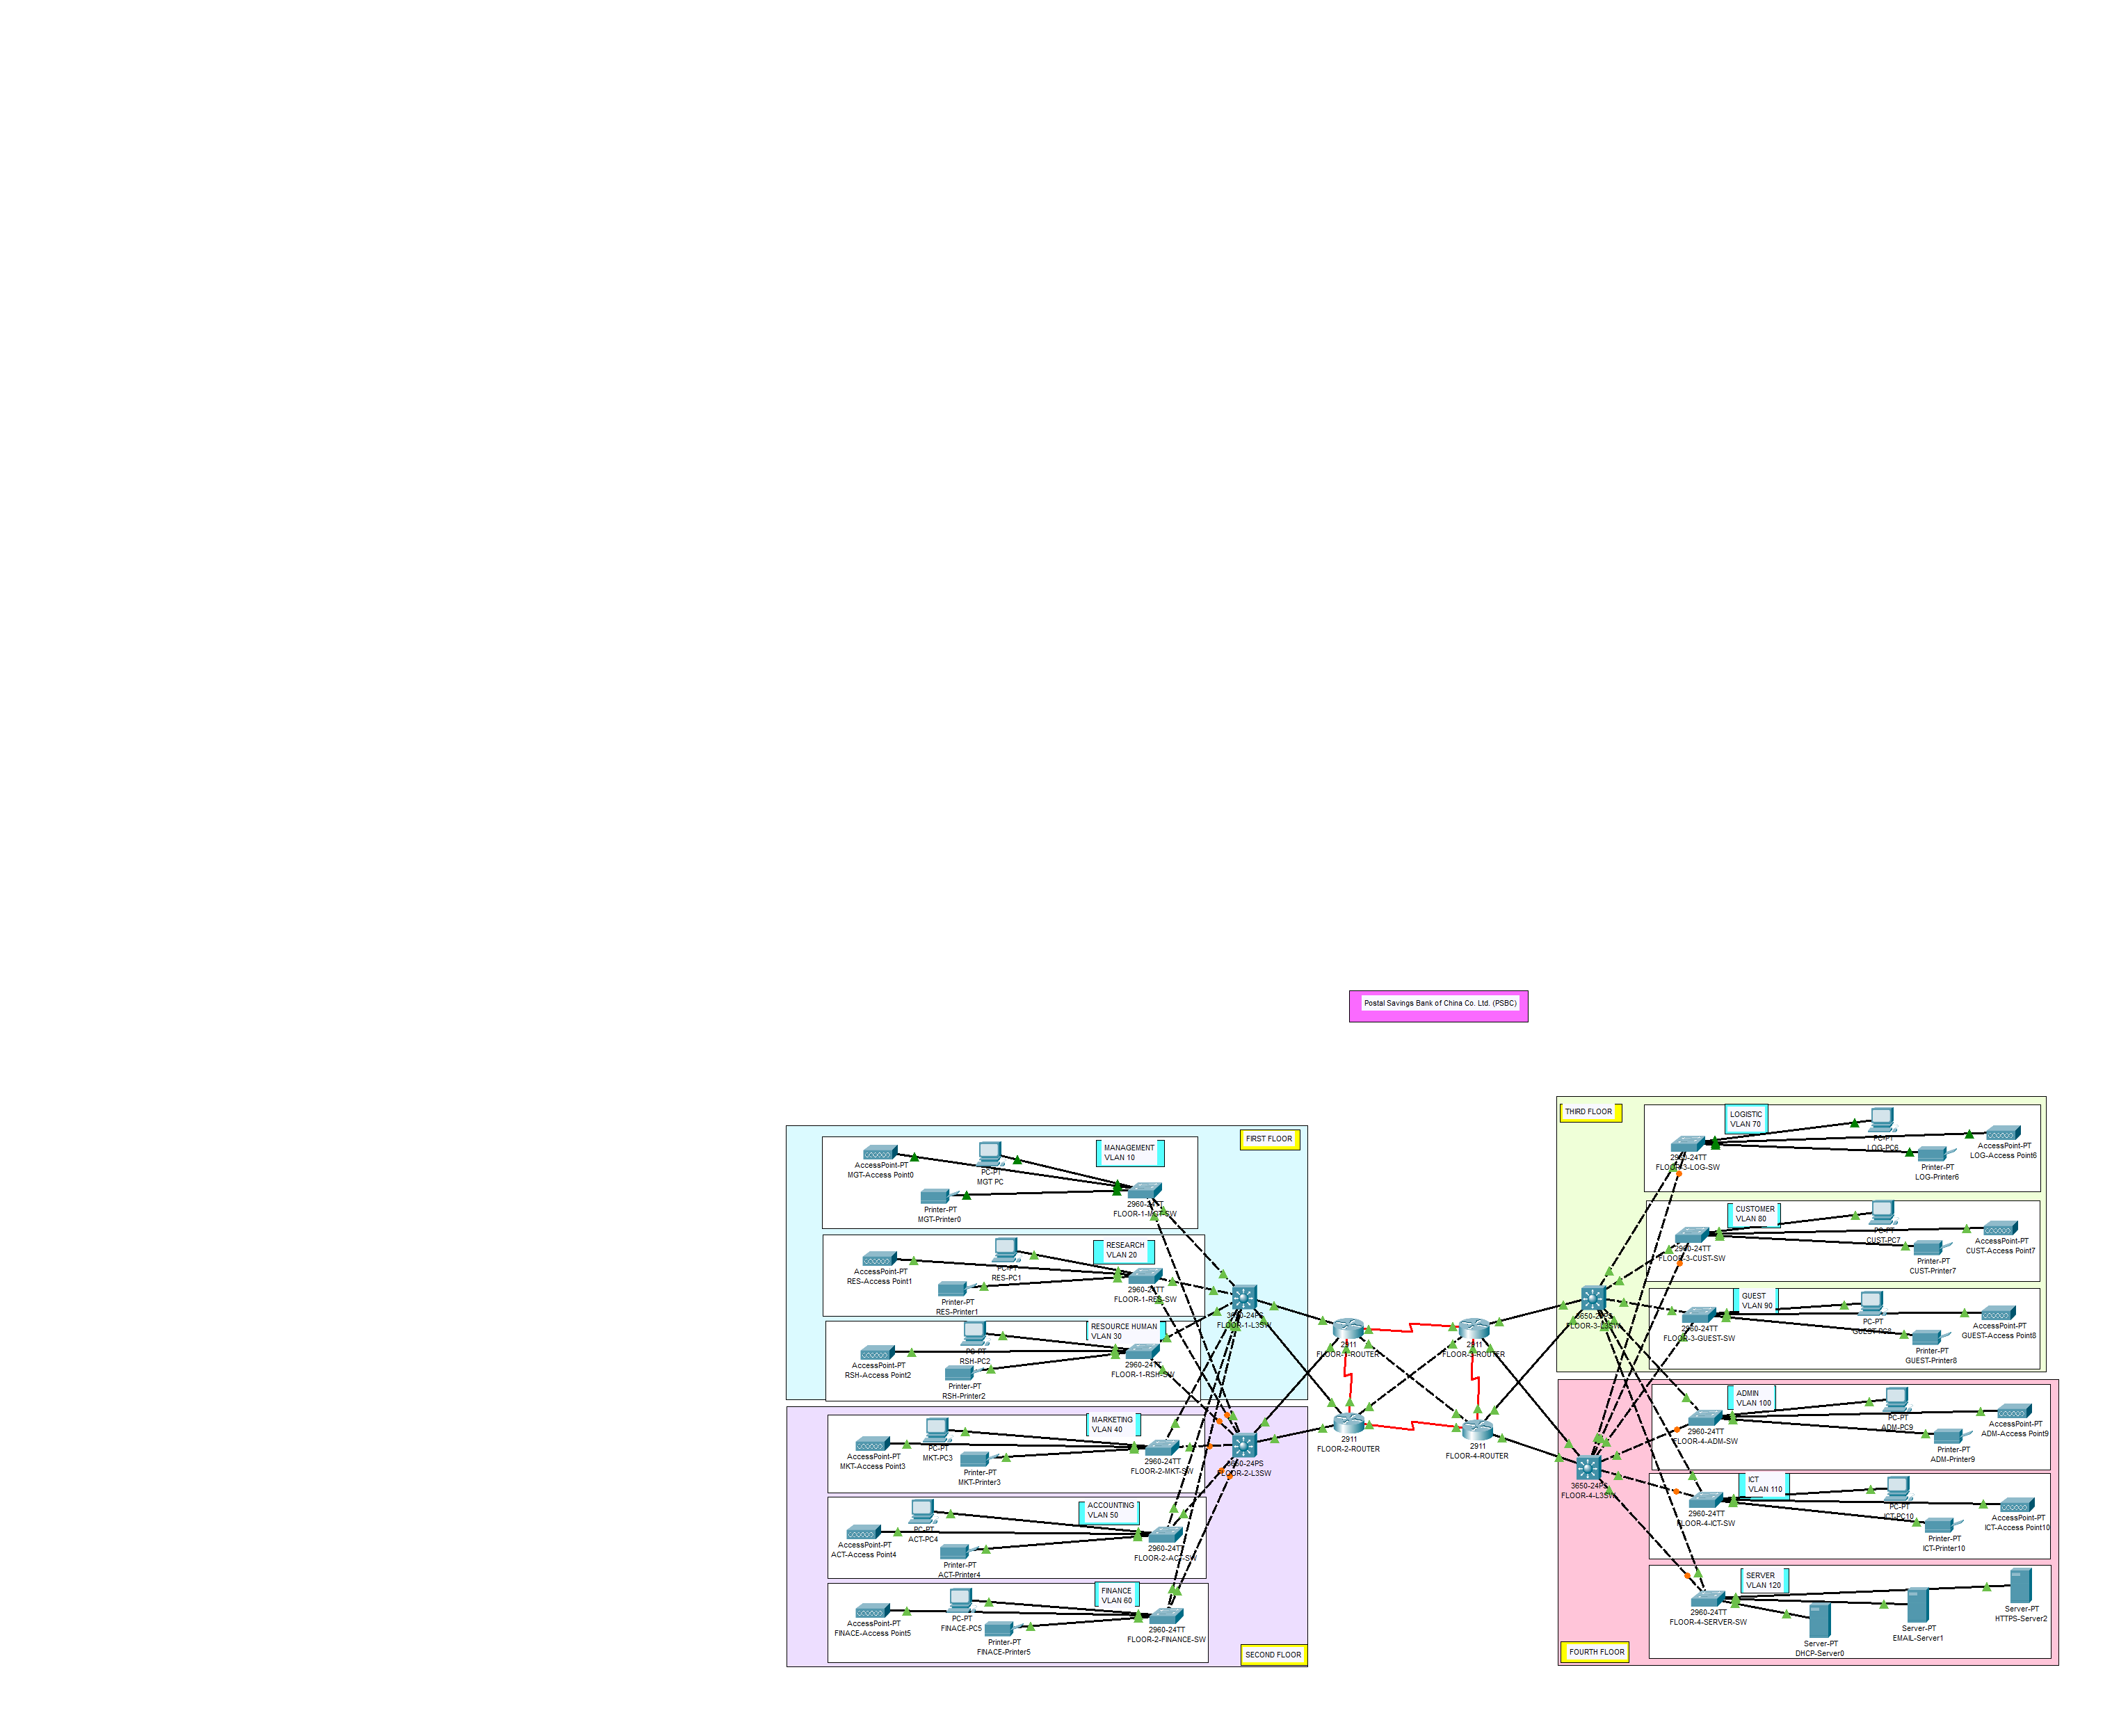 Postal Savings Bank of China Co. Ltd. (PSBC)
FIRST FLOOR
MANAGEMENT
VLAN 10
AccessPoint-PT
MGT-Access Point0
PC-PT
MGT PC
Printer-PT
MGT-Printer0
2960-24TT
FLOOR-1-MGT-SW
RESEARCH
VLAN 20
AccessPoint-PT
RES-Access Point1
PC-PT
RES-PC1
Printer-PT
RES-Printer1
2960-24TT
FLOOR-1-RES-SW
RESOURCE HUMAN
VLAN 30
AccessPoint-PT
RSH-Access Point2
PC-PT
RSH-PC2
Printer-PT
RSH-Printer2
2960-24TT
FLOOR-1-RSH-SW
3650-24PS
FLOOR-1-L3SW
MARKETING
VLAN 40
AccessPoint-PT
MKT-Access Point3
PC-PT
MKT-PC3
Printer-PT
MKT-Printer3
2960-24TT
FLOOR-2-MKT-SW
ACCOUNTING
VLAN 50
AccessPoint-PT
ACT-Access Point4
PC-PT
ACT-PC4
Printer-PT
ACT-Printer4
2960-24TT
FLOOR-2-ACT-SW
FINANCE
VLAN 60
AccessPoint-PT
FINACE-Access Point5
PC-PT
FINACE-PC5
Printer-PT
FINACE-Printer5
2960-24TT
FLOOR-2-FINANCE-SW
3650-24PS
FLOOR-2-L3SW
SECOND FLOOR
2911
FLOOR-1-ROUTER
2911
FLOOR-3-ROUTER
2911
FLOOR-2-ROUTER
2911
FLOOR-4-ROUTER
THIRD FLOOR
LOGISTIC
VLAN 70
2960-24TT
FLOOR-3-LOG-SW
PC-PT
LOG-PC6
AccessPoint-PT
LOG-Access Point6
Printer-PT
LOG-Printer6
CUSTOMER
VLAN 80
2960-24TT
FLOOR-3-CUST-SW
PC-PT
CUST-PC7
AccessPoint-PT
CUST-Access Point7
Printer-PT
CUST-Printer7
GUEST
VLAN 90
2960-24TT
FLOOR-3-GUEST-SW
PC-PT
GUEST-PC8
AccessPoint-PT
GUEST-Access Point8
Printer-PT
GUEST-Printer8
3650-24PS
FLOOR-3-L3SW
ADMIN
VLAN 100
2960-24TT
FLOOR-4-ADM-SW
PC-PT
ADM-PC9
AccessPoint-PT
ADM-Access Point9
Printer-PT
ADM-Printer9
ICT
VLAN 110
2960-24TT
FLOOR-4-ICT-SW
PC-PT
ICT-PC10
AccessPoint-PT
ICT-Access Point10
Printer-PT
ICT-Printer10
3650-24PS
FLOOR-4-L3SW
SERVER
VLAN 120
2960-24TT
FLOOR-4-SERVER-SW
Server-PT
DHCP-Server0
Server-PT
EMAIL-Server1
Server-PT
HTTPS-Server2
FOURTH FLOOR